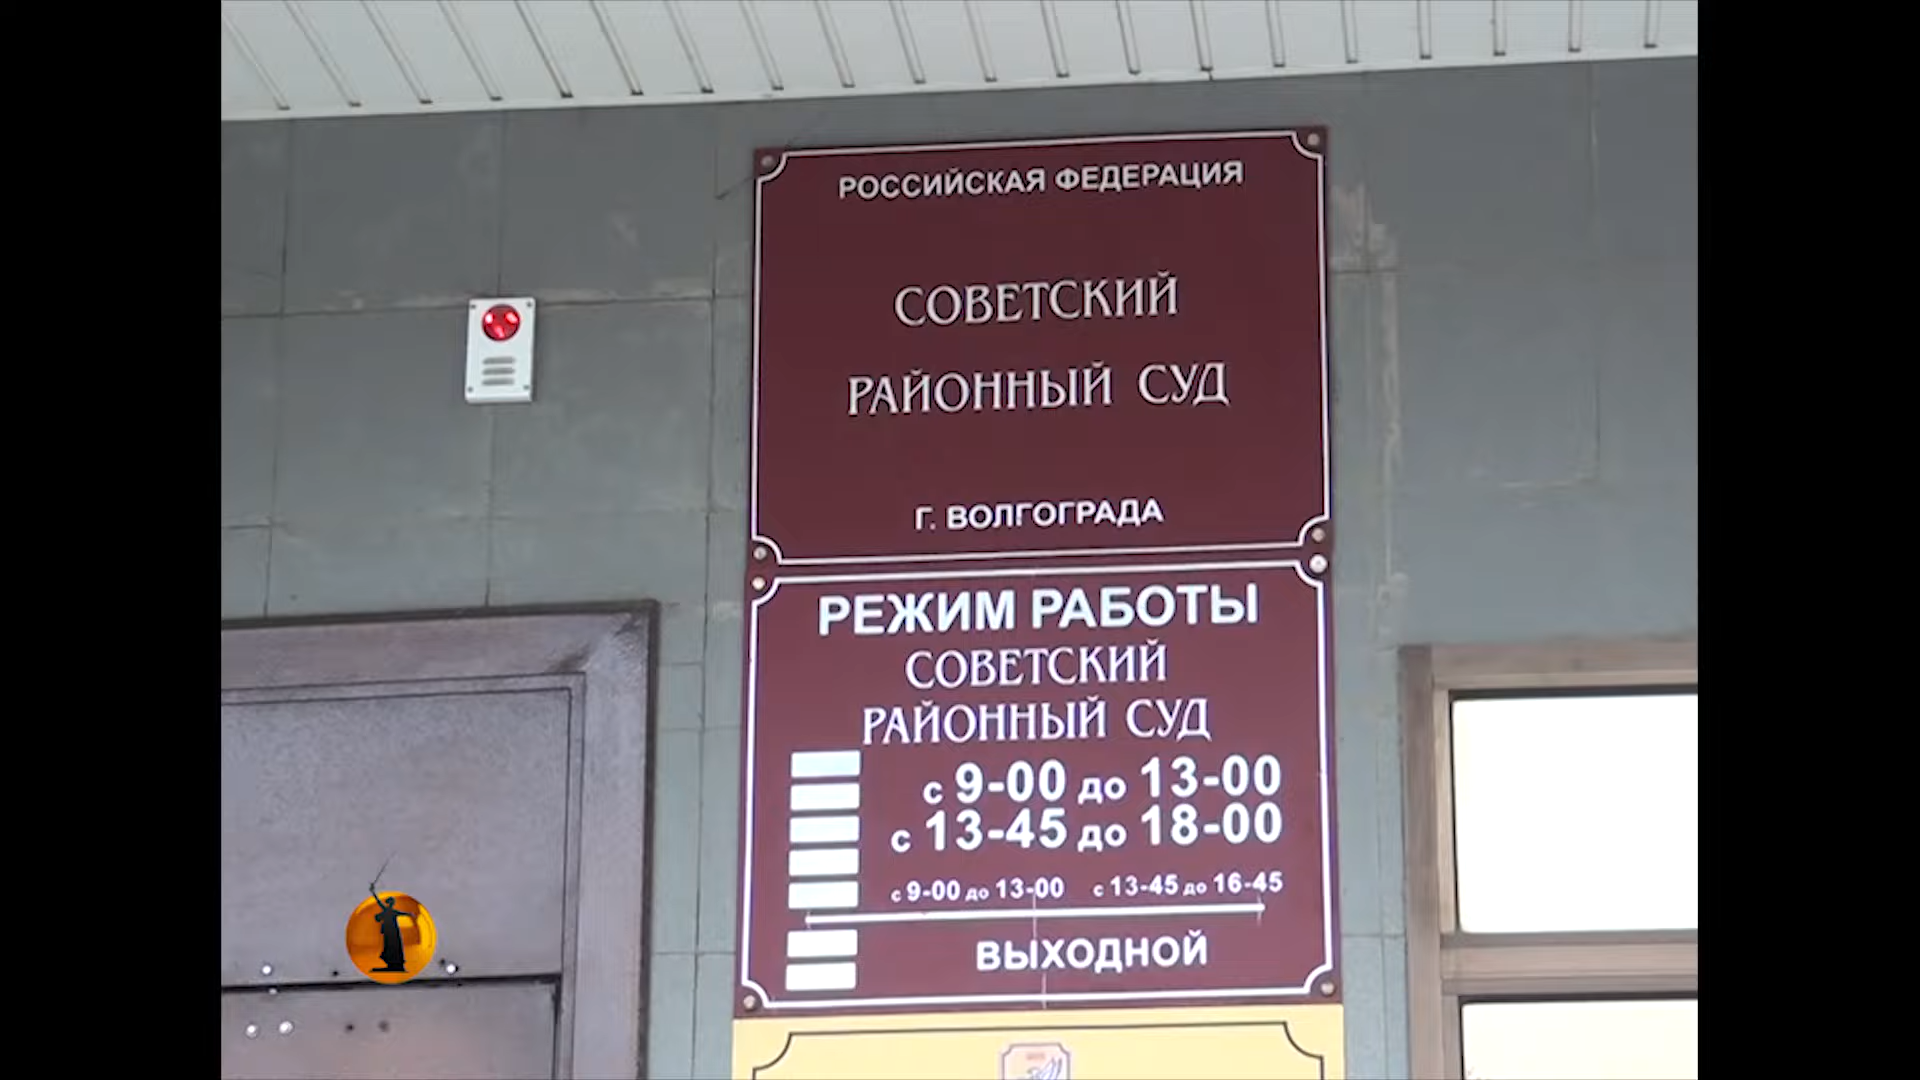 РОССИЙСКАЯ ФЕДЕРАЦИЯ
СОВЕТСКИЙ
РАЙОННЫЙ СУД
Г. ВОЛГОГРАДА
РЕЖИМ РАБОТЫ
СОВЕТСКИЙ
РАЙОННЫЙ СУД
с 9-00 до 13-00
с 13-45 до 18-00
с 9-00 до 13-00 с 13-45 до 16-45
ВЫХОДНОЙ